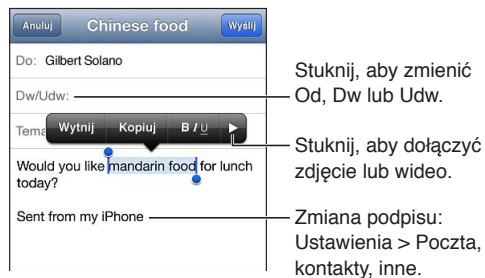 Anuluj Chinese food Wyślij
Do: Gilbert Solano
Dw/Udw:
Tema
Wytnij Kopiuj B I U
Would you like mandarin food for lunch
today?
Sent from my iPhone
Stuknij, aby zmienić
Od, Dw lub Udw.
Stuknij, aby dołączyć
zdjęcie lub wideo.
Zmiana podpisu:
Ustawienia > Poczta,
kontakty, inne.